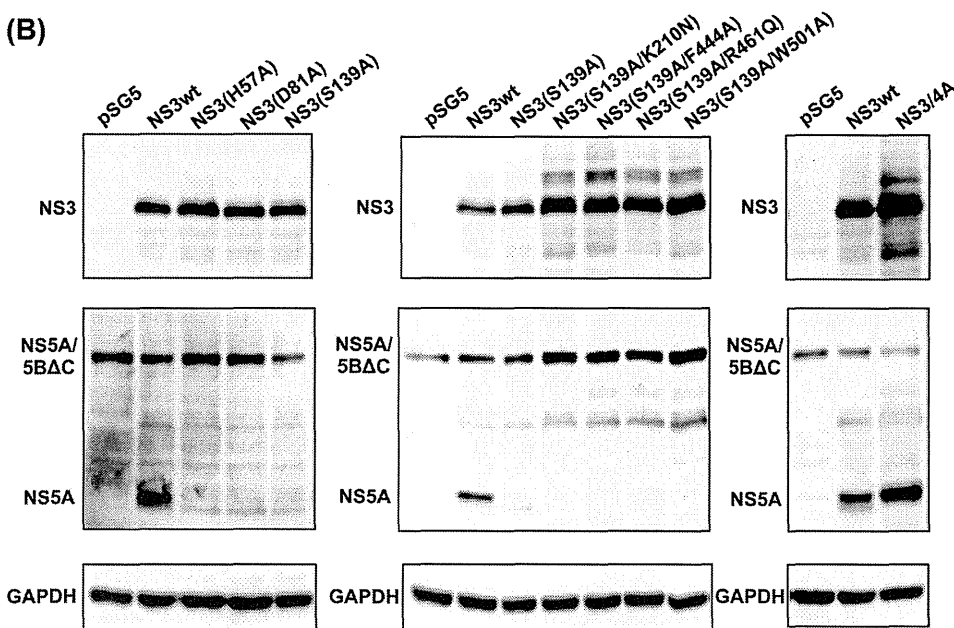 (B)
pSG5
NS3wt
NS3(H57A)
NS3(D81A)
NS3(S139A)
pSG5
NS3wt
NS3(S139A)
NS3(S139A/K210N)
NS3(S139A/F444A)
NS3(S139A/R461Q)
NS3(S139A/W501A)
pSG5
NS3wt
NS3/4A
NS3
NS3
NS3
NS5A/
5BΔC
NS5A/
5BΔC
NS5A/
5BΔC
NS5A
NS5A
NS5A
GAPDH
GAPDH
GAPDH